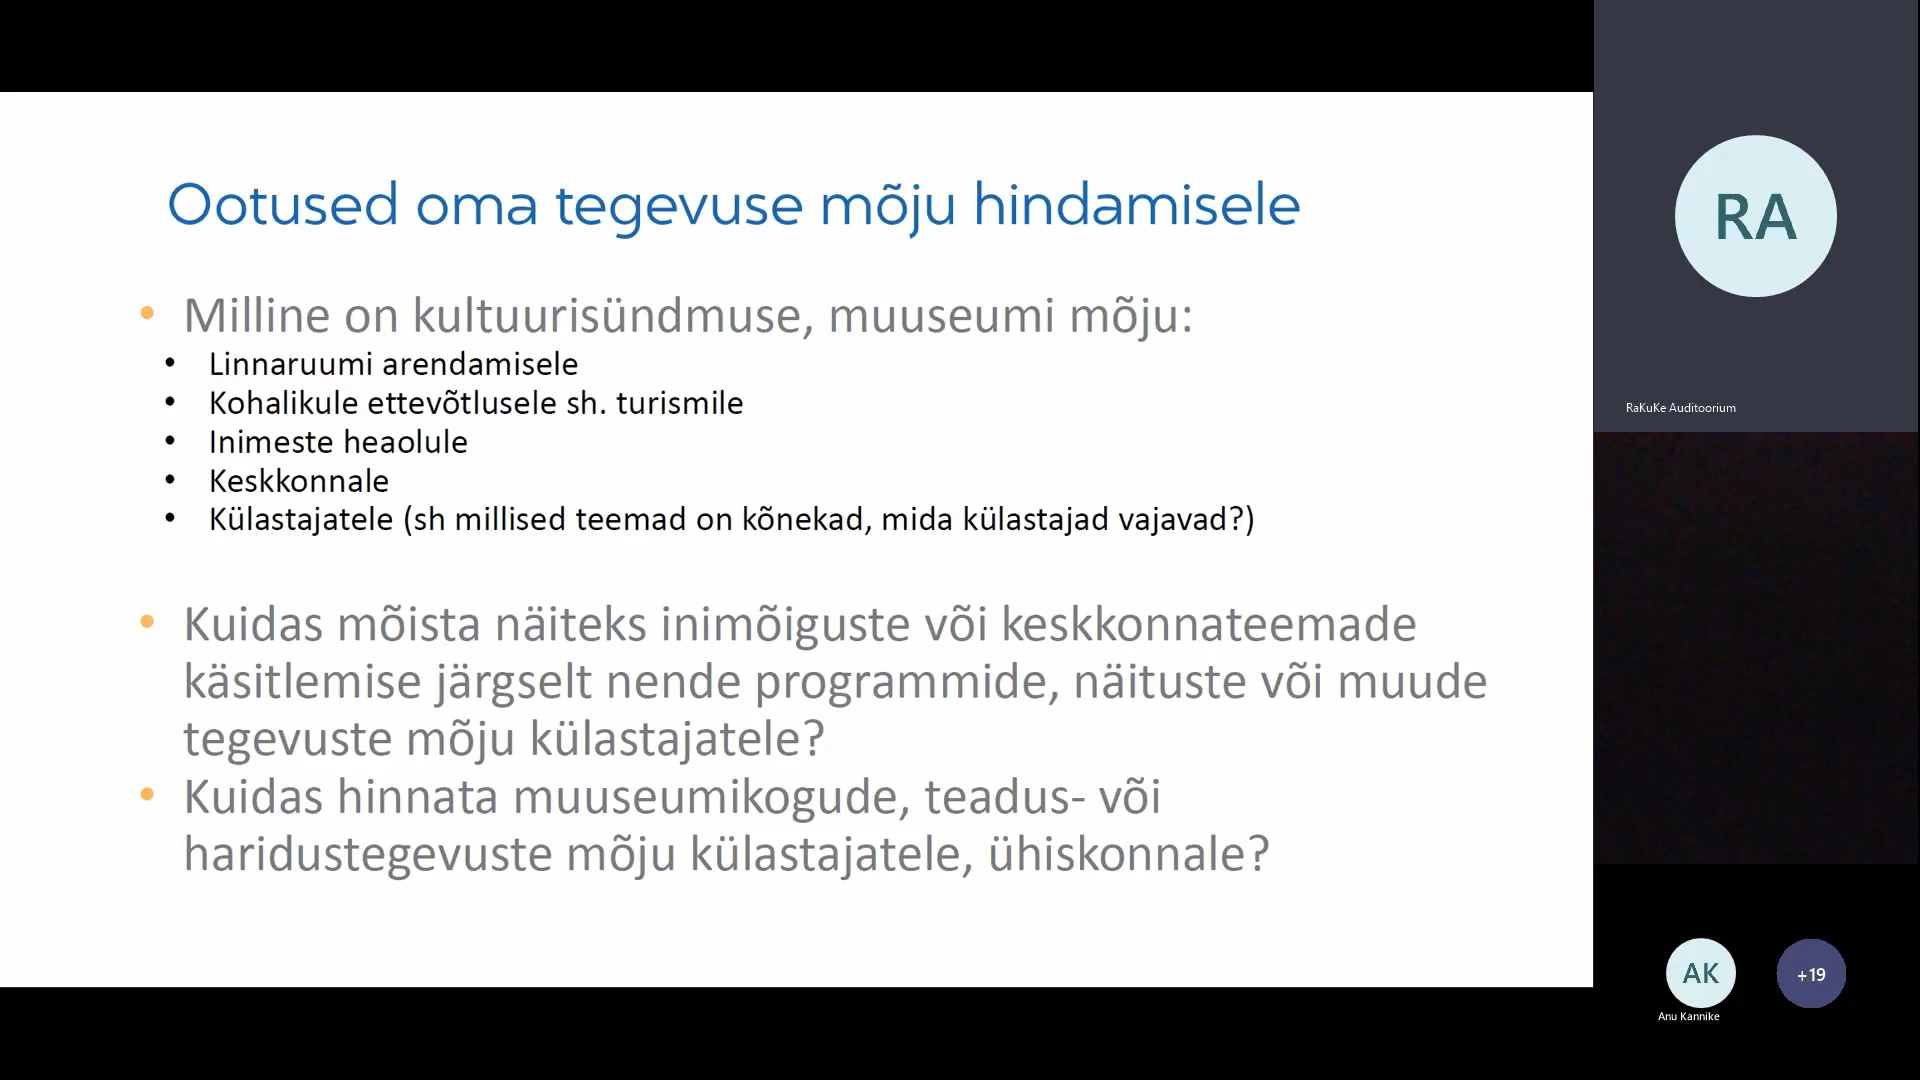 Ootused oma tegevuse mõju hindamisele
• Milline on kultuurisündmuse, muuseumi mõju:
• Linnaruumi arendamisele
• Kohalikule ettevõtlusele sh. turismile
• Inimeste heaolule
• Keskkonnale
• Külastajatele (sh millised teemad on kõnekad, mida külastajad vajavad?)
• Kuidas mõista näiteks inimõiguste või keskkonnateemade
käsitlemise järgselt nende programmide, näituste või muude
tegevuste mõju külastajatele?
• Kuidas hinnata muuseumikogude, teadus- või
haridustegevuste mõju külastajatele, ühiskonnale?
RA
RaKuKe Auditoorium
AK
+19
Anu Kannike